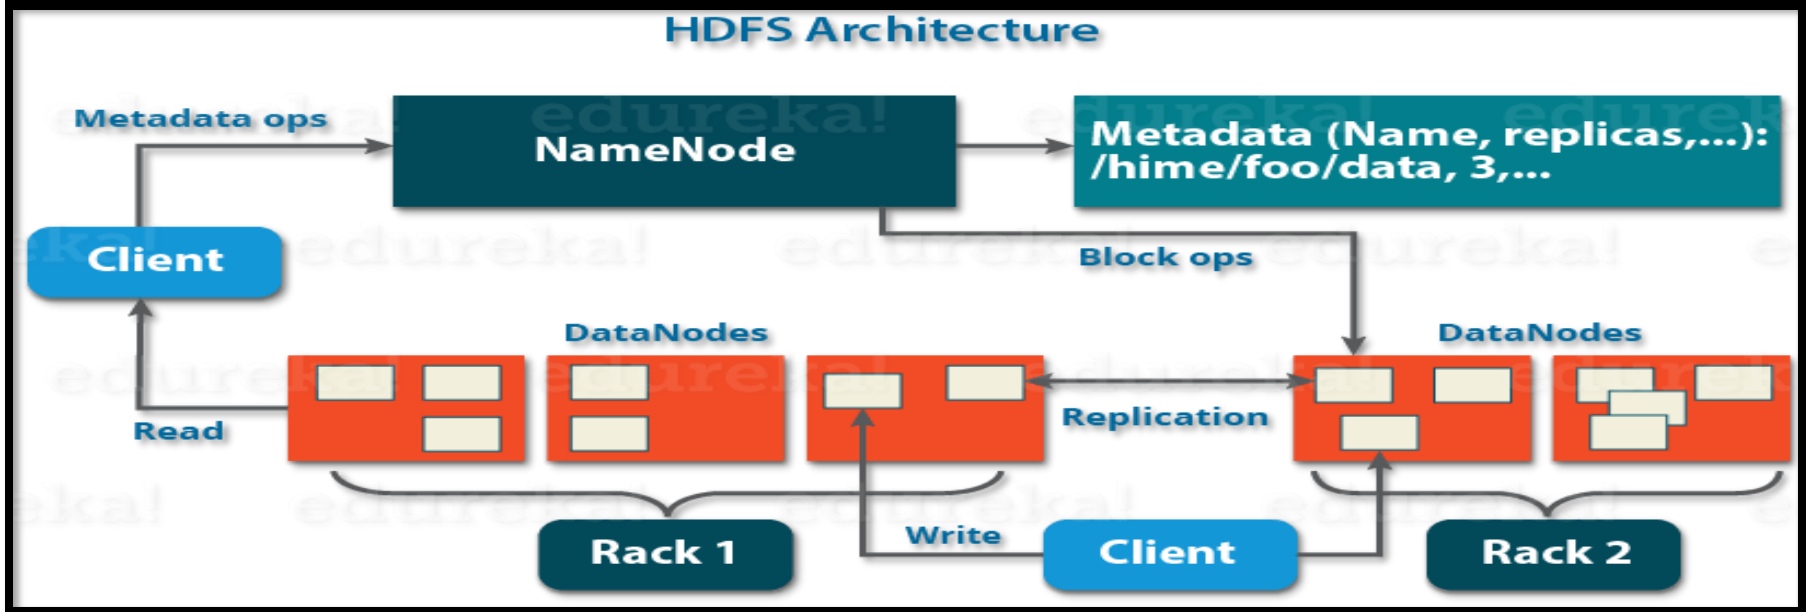 HDFS Architecture
Metadata ops
NameNode
Metadata (Name, replicas,...):
/hime/foo/data, 3,...
Client
Block ops
DataNodes
DataNodes
Read
Replication
Write
Rack 1
Client
Rack 2
edureka!